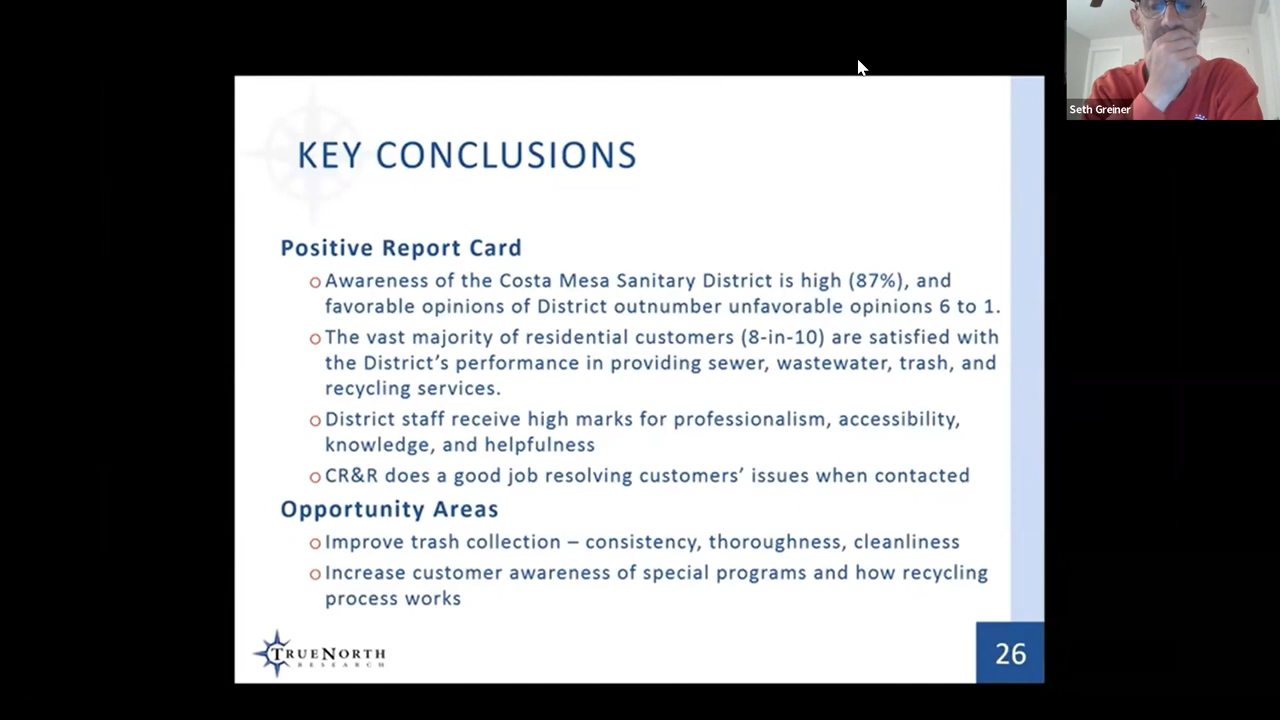 Seth Greiner
KEY CONCLUSIONS
Positive Report Card
Awareness of the Costa Mesa Sanitary District is high (87%), and
favorable opinions of District outnumber unfavorable opinions 6 to 1.
The vast majority of residential customers (8-in-10) are satisfied with
the District’s performance in providing sewer, wastewater, trash, and
recycling services.
District staff receive high marks for professionalism, accessibility,
knowledge, and helpfulness
CR&R does a good job resolving customers’ issues when contacted
Opportunity Areas
Improve trash collection – consistency, thoroughness, cleanliness
Increase customer awareness of special programs and how recycling
process works
TRUENORTH
RESEARCH
26